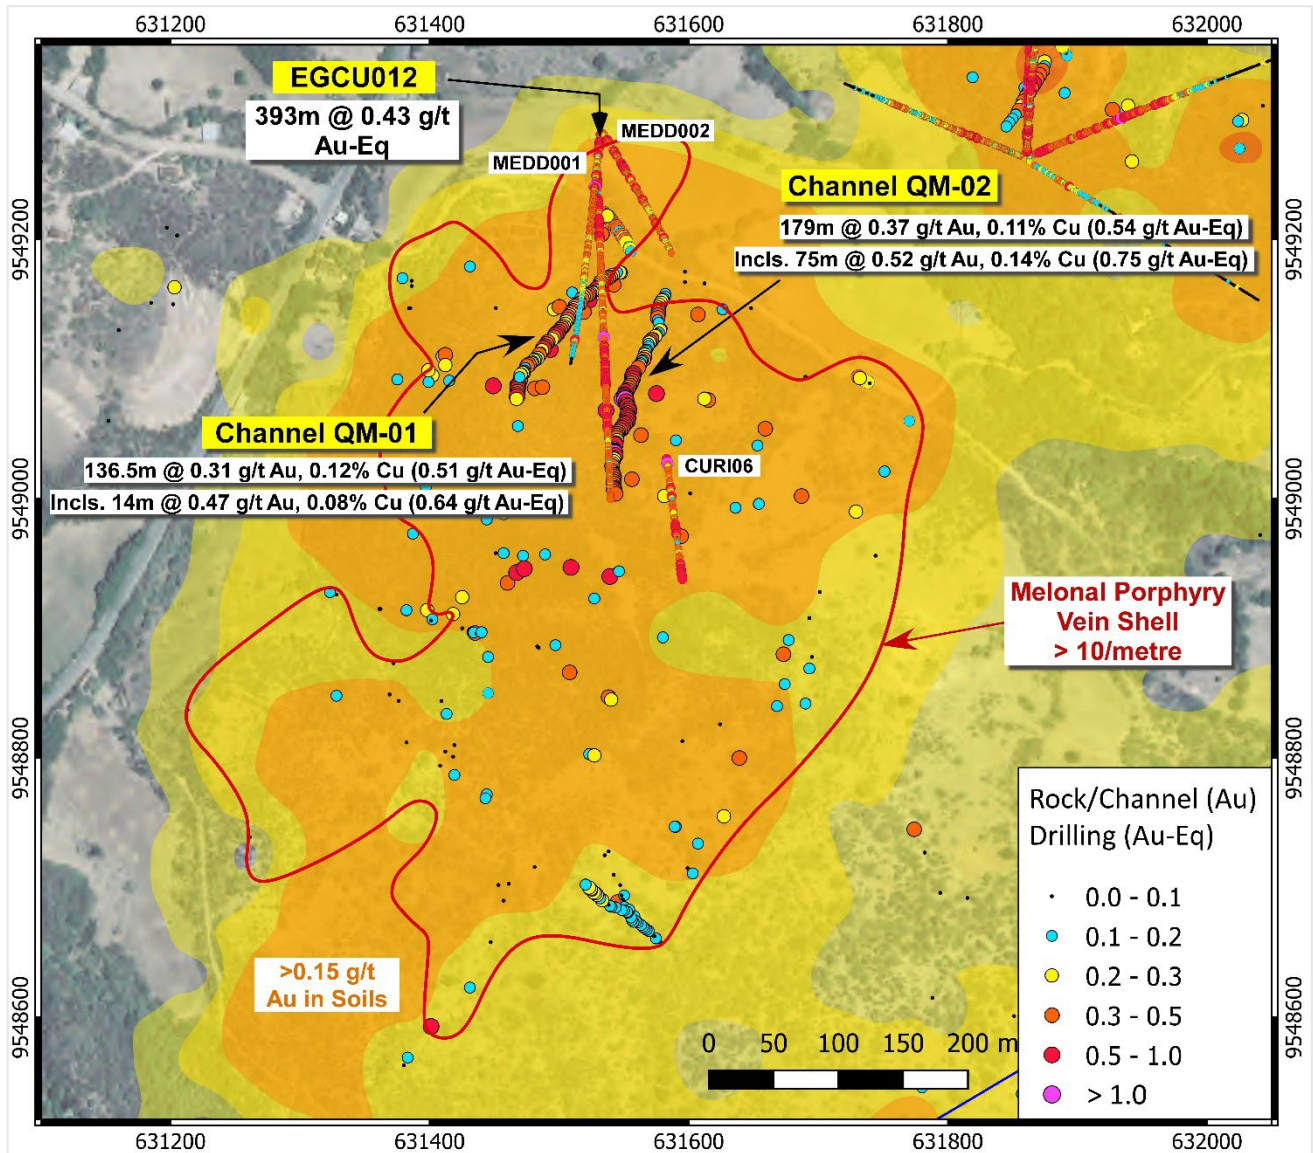 631200 631400 631600 631800 632000
EGCU012
393m @ 0.43 g/t
Au-Eq
MEDD002
MEDD001
Channel QM-02
179m @ 0.37 g/t Au, 0.11% Cu (0.54 g/t Au-Eq)
Incls. 75m @ 0.52 g/t Au, 0.14% Cu (0.75 g/t Au-Eq)
9549200
9549200
Channel QM-01
136.5m @ 0.31 g/t Au, 0.12% Cu (0.51 g/t Au-Eq)
Incls. 14m @ 0.47 g/t Au, 0.08% Cu (0.64 g/t Au-Eq)
CURI06
9549000
9549000
Melonal Porphyry
Vein Shell
> 10/metre
9548800
9548800
>0.15 g/t
Au in Soils
9548600
9548600
0 50 100 150 200 m
Rock/Channel (Au)
Drilling (Au-Eq)
0.0 - 0.1
0.1 - 0.2
0.2 - 0.3
0.3 - 0.5
0.5 - 1.0
> 1.0
631200 631400 631600 631800 632000